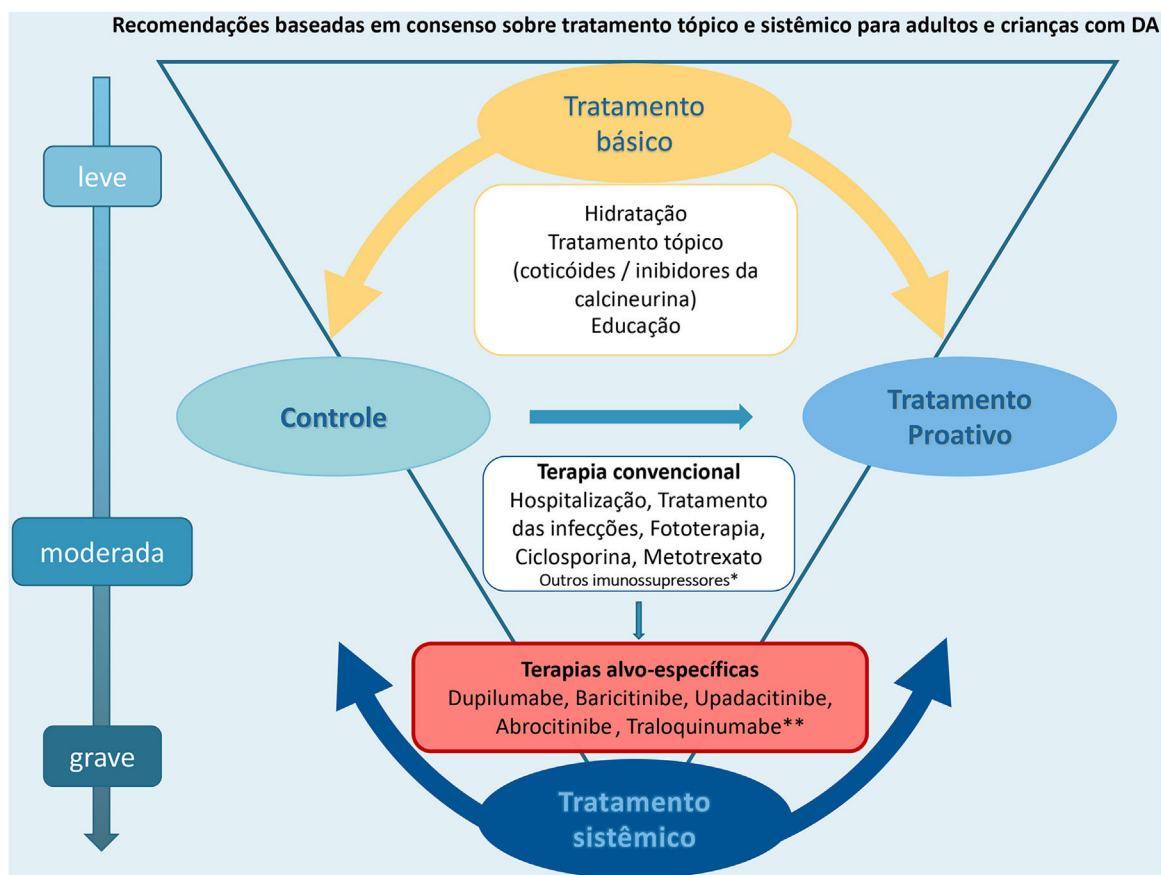 Recomendações baseadas em consenso sobre tratamento tópico e sistêmico para adultos e crianças com DA
Tratamento
básico
leve
Hidratação
Tratamento tópico
(coticóides / inibidores da
calcineurina)
Educação
Controle
Tratamento
Proativo
Terapia convencional
Hospitalização, Tratamento
das infecções, Fototerapia,
Ciclosporina, Metotrexato
Outros imunossupressores*
moderada
Terapias alvo-específicas
Dupilumabe, Baricitinibe, Upadacitinibe,
Abrocitinibe, Traloquinumabe**
grave
Tratamento
sistêmico